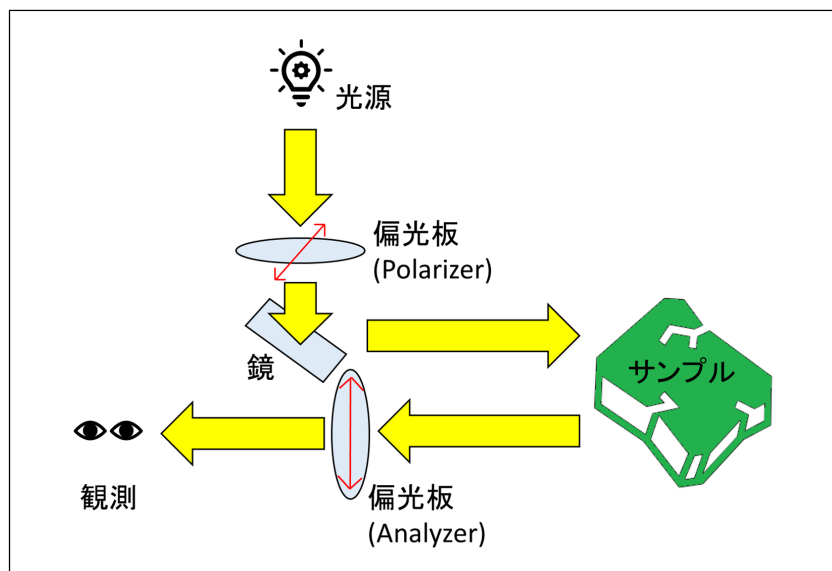 光源
偏光板
(Polarizer)
鏡
サンプル
観測
偏光板
(Analyzer)